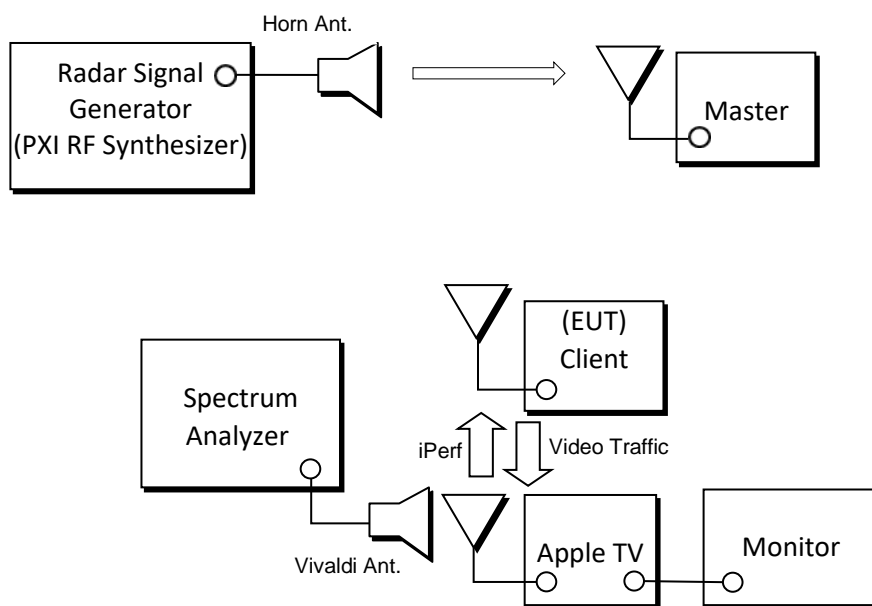 Horn Ant.
Radar Signal
Generator
(PXI RF Synthesizer)
Master
(EUT)
Client
Spectrum
Analyzer
iPerf
Video Traffic
Vivaldi Ant.
Apple TV
Monitor